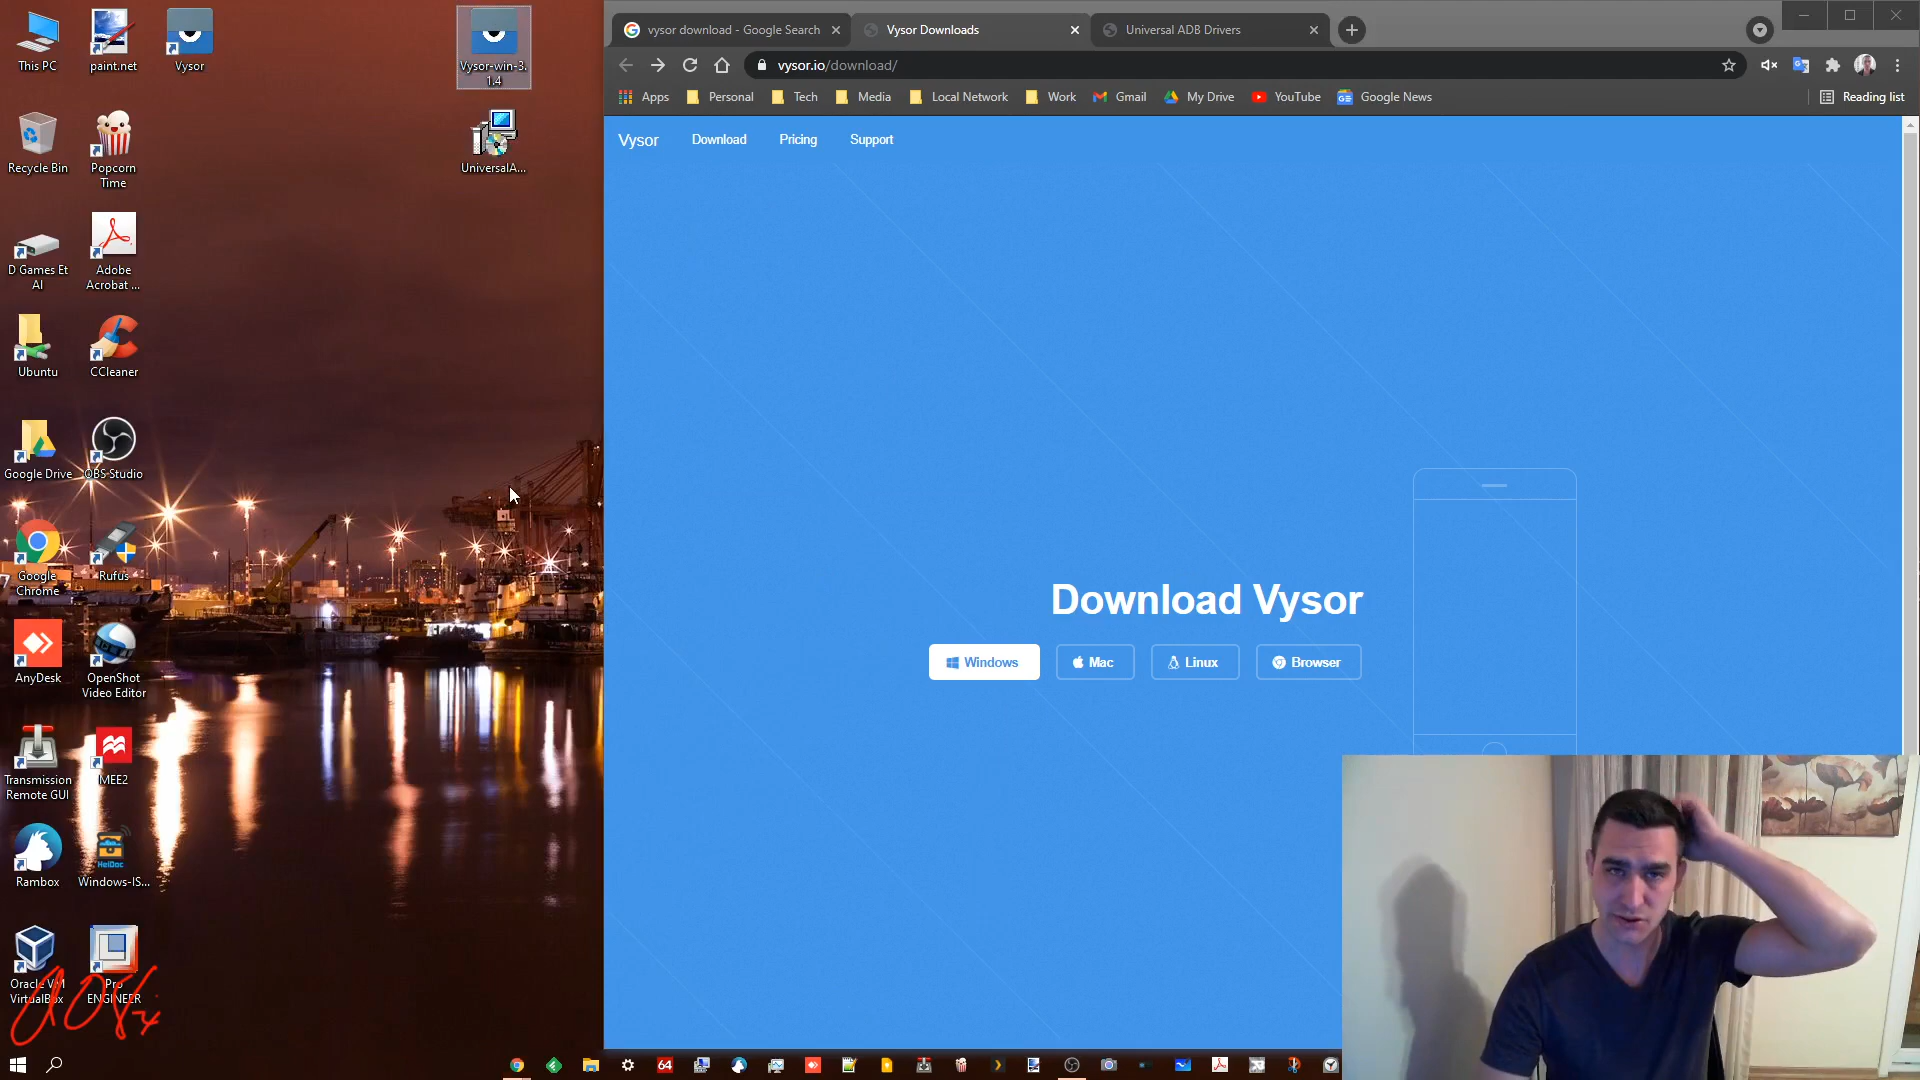 This PC
paint.net
Vysor
Vysor-win-3.
1.4
Recycle Bin
Popcorn
Time
UniversalA...
D Games Et
Al
Adobe
Acrobat ...
Ubuntu
CCleaner
Google Drive
OBS Studio
Google
Chrome
Rufus
AnyDesk
OpenShot
Video Editor
Transmission
Remote GUI
MEE2
Rambox
HeiDoc
Windows-IS...
Oracle VM
VirtualBox
Pro
ENGINEER
vysor download - Google Search
Vysor Downloads
Universal ADB Drivers
vysor.io/download/
Apps
Personal
Tech
Media
Local Network
Work
Gmail
My Drive
YouTube
Google News
Reading list
Vysor
Download
Pricing
Support
Download Vysor
Windows
Mac
Linux
Browser
64